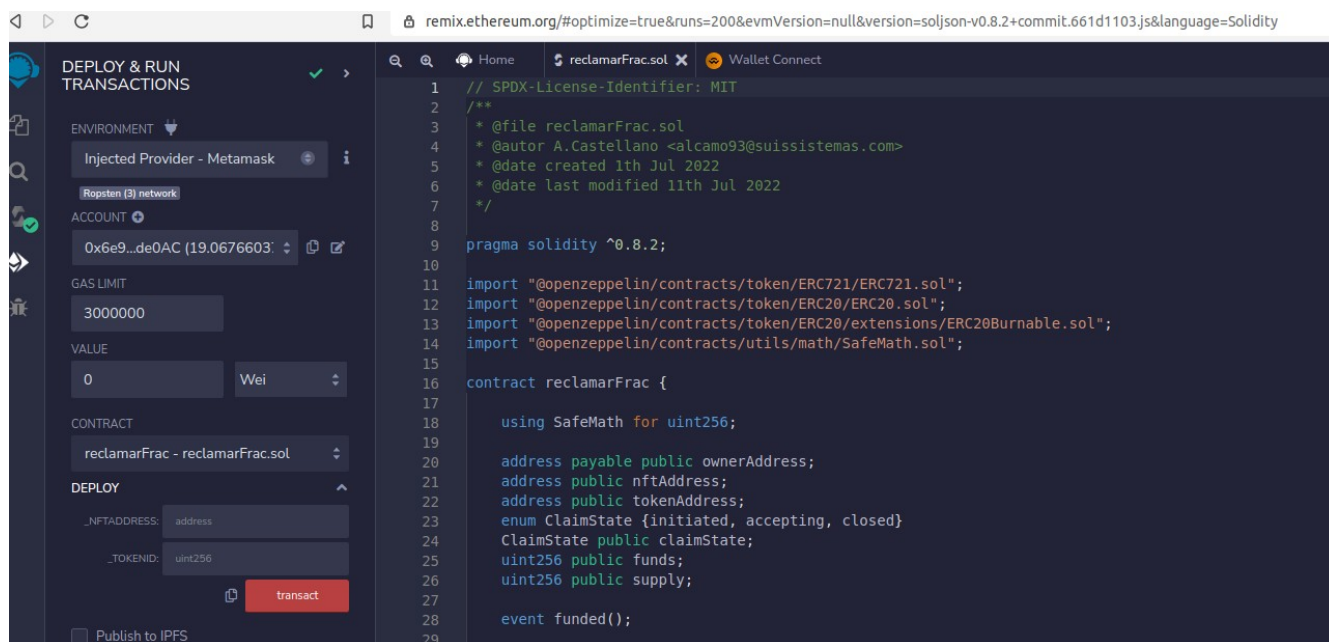 remix.ethereum.org/#optimize=true&runs=200&evmVersion=null&version=soljson-v0.8.2+commit.661d1103.js&language=Solidity
DEPLOY & RUN
TRANSACTIONS
ENVIRONMENT
Injected Provider - Metamask
i
Ropsten (3) network
ACCOUNT
0x6e9...de0AC (19.0676603
GAS LIMIT
3000000
VALUE
0 Wei
CONTRACT
reclamarFrac - reclamarFrac.sol
DEPLOY
_NFTADDRESS: address
_TOKENID: uint256
transact
Publish to IPFS
Home reclamarFrac.sol Wallet Connect
1 // SPDX-License-Identifier: MIT
2 /**
3 * @file reclamarFrac.sol
4 * @autor A.Castellano <alcamo93@suissistemas.com>
5 * @date created 1th Jul 2022
6 * @date last modified 11th Jul 2022
7 */
8
9 pragma solidity ^0.8.2;
10
11 import "@openzeppelin/contracts/token/ERC721/ERC721.sol";
12 import "@openzeppelin/contracts/token/ERC20/ERC20.sol";
13 import "@openzeppelin/contracts/token/ERC20/extensions/ERC20Burnable.sol";
14 import "@openzeppelin/contracts/utils/math/SafeMath.sol";
15
16 contract reclamarFrac {
17
18 using SafeMath for uint256;
19
20 address payable public ownerAddress;
21 address public nftAddress;
22 address public tokenAddress;
23 enum ClaimState {initiated, accepting, closed}
24 ClaimState public claimState;
25 uint256 public funds;
26 uint256 public supply;
27
28 event funded();
29